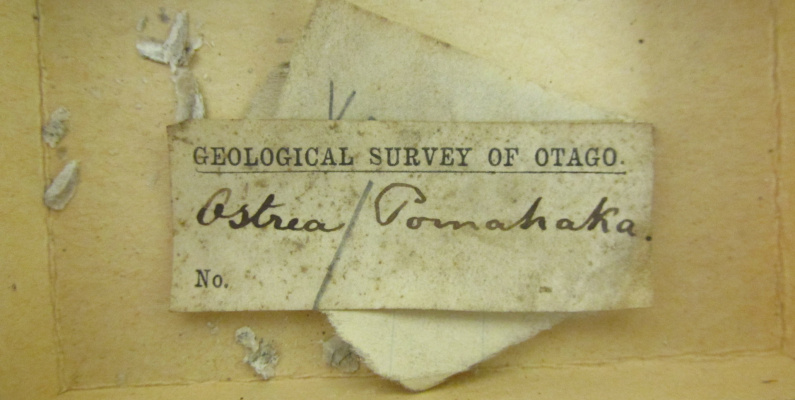 GEOLOGICAL SURVEY OF OTAGO.
Ostrea / Pomahaka.
No.